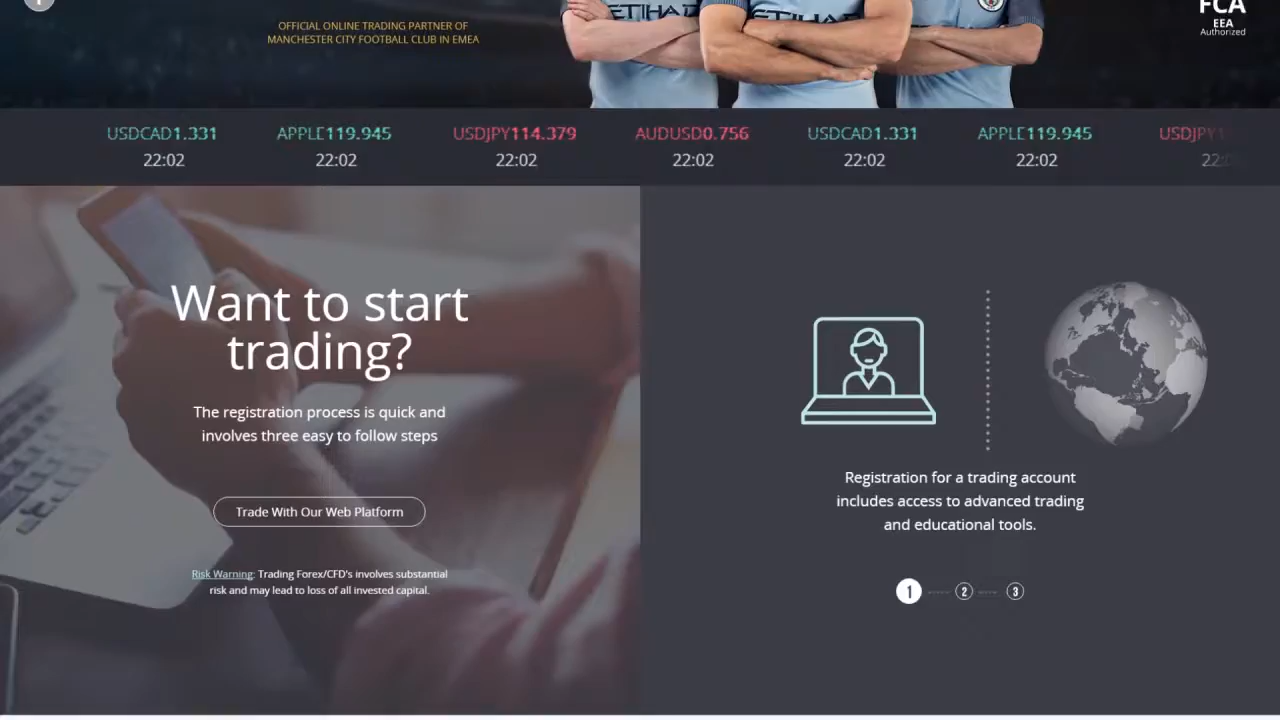 OFFICIAL ONLINE TRADING PARTNER OF
MANCHESTER CITY FOOTBALL CLUB IN EMEA
ETIHAD
ETIHAD
FCA
EEA
Authorized
USDCAD1.331 APPLE119.945 USDJPY114.379 AUDUSD0.756 USDCAD1.331 APPLE119.945 USDJPY
22:02 22:02 22:02 22:02 22:02 22:02
Want to start
trading?
The registration process is quick and
involves three easy to follow steps
Trade With Our Web Platform
Risk Warning: Trading Forex/CFD's involves substantial
risk and may lead to loss of all invested capital.
Registration for a trading account
includes access to advanced trading
and educational tools.
1 2 3